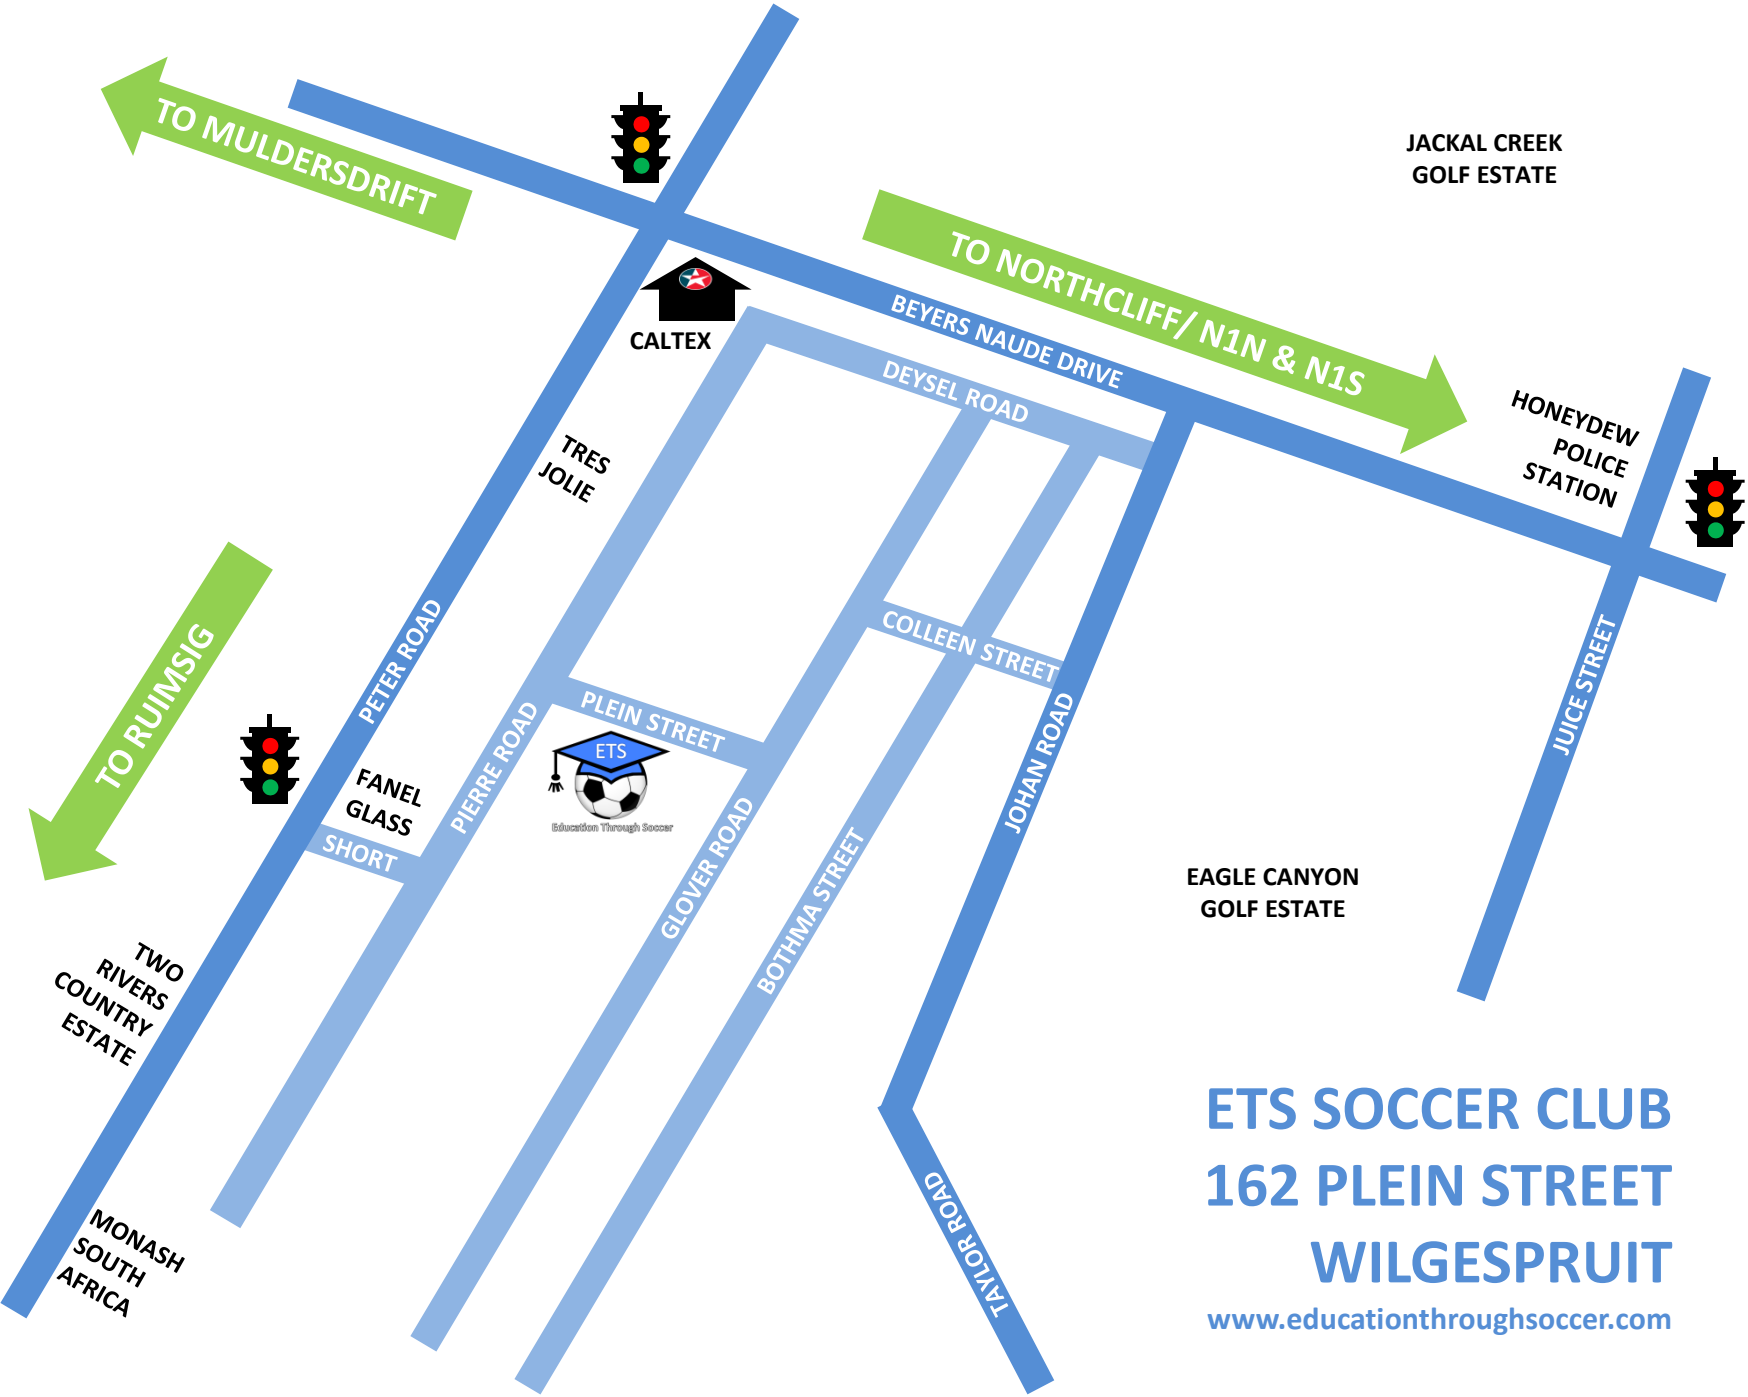 TO MULDERSDRIFT
JACKAL CREEK
GOLF ESTATE
TO NORTHCLIFF/ N1N & N1S
BEYERS NAUDE DRIVE
CALTEX
DEYSEL ROAD
HONEYDEW
POLICE
STATION
TRES
JOLIE
PETER ROAD
COLLEEN STREET
JUICE STREET
TO RUIMSIG
PLEIN STREET
PIERRE ROAD
ETS
Education Through Soccer
JOHAN ROAD
FANEL
GLASS
SHORT
GLOVER ROAD
BOTHMA STREET
EAGLE CANYON
GOLF ESTATE
TWO
RIVERS
COUNTRY
ESTATE
TAYLOR ROAD
MONASH
SOUTH
AFRICA
ETS SOCCER CLUB
162 PLEIN STREET
WILGESPRUIT
www.educationthroughsoccer.com